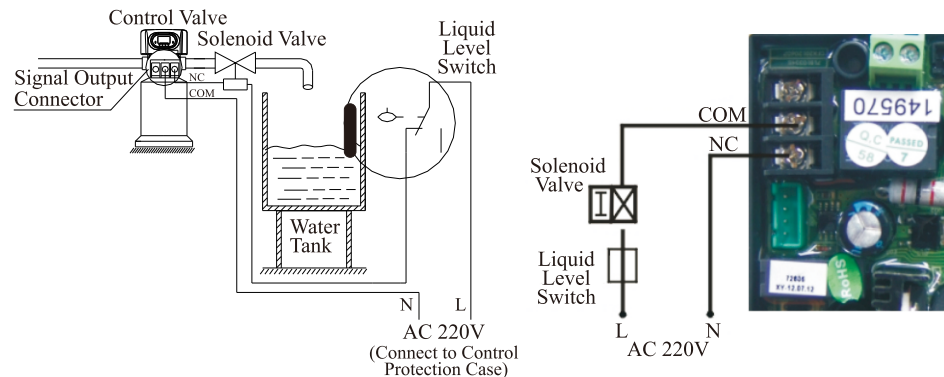 Control Valve
Solenoid Valve
Liquid
Level
Switch
Signal Output
Connector
NC
COM
Water
Tank
N
L
AC 220V
(Connect to Control
Protection Case)
COM
NC
Solenoid
Valve
Liquid
Level
Switch
L
N
AC 220V
149570
Q.C
58
PASSED
7
RoHS